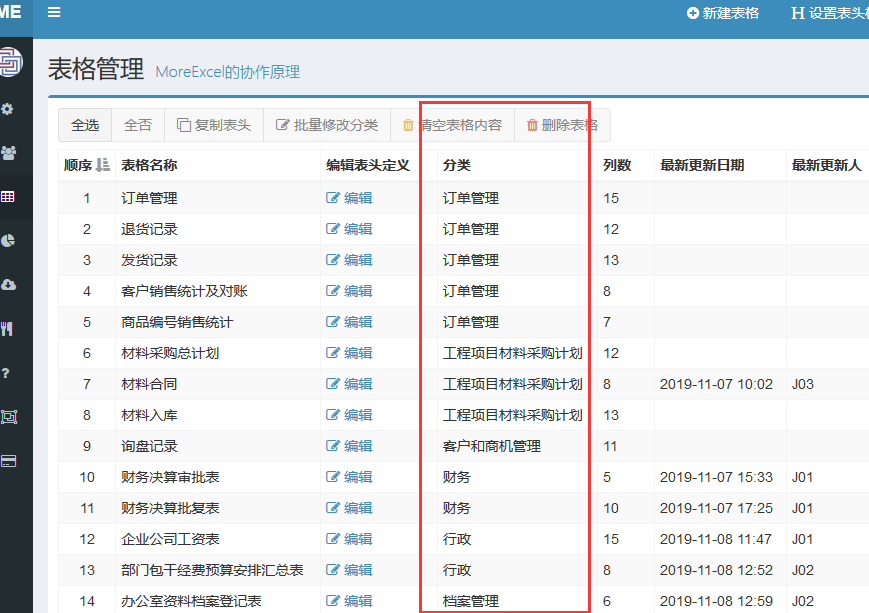 ME 新建表格 H 设置表头
表格管理 MoreExcel的协作原理
全选 全否 复制表头 批量修改分类 清空表格内容 删除表格
顺序 表格名称 编辑表头定义 分类 列数 最新更新日期 最新更新人
1 订单管理 编辑 订单管理 15
2 退货记录 编辑 订单管理 12
3 发货记录 编辑 订单管理 13
4 客户销售统计及对账 编辑 订单管理 8
5 商品编号销售统计 编辑 订单管理 7
6 材料采购总计划 编辑 工程项目材料采购计划 12
7 材料合同 编辑 工程项目材料采购计划 8 2019-11-07 10:02 J03
8 材料入库 编辑 工程项目材料采购计划 13
9 询盘记录 编辑 客户和商机管理 11
10 财务决算审批表 编辑 财务 5 2019-11-07 15:33 J01
11 财务决算批复表 编辑 财务 10 2019-11-07 17:25 J01
12 企业公司工资表 编辑 行政 15 2019-11-08 11:47 J01
13 部门包干经费预算安排汇总表 编辑 行政 8 2019-11-08 12:52 J02
14 办公室资料档案登记表 编辑 档案管理 6 2019-11-08 12:59 J02